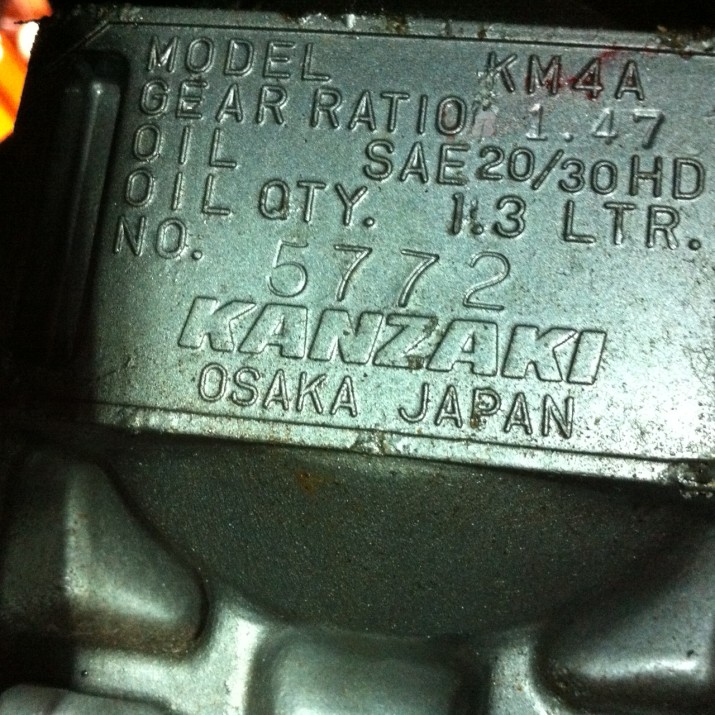 MODEL KM4A
GEAR RATIO 1.47
OIL SAE20/30HD
OIL QTY. 1.3 LTR.
NO. 5772
KANZAKI
OSAKA JAPAN